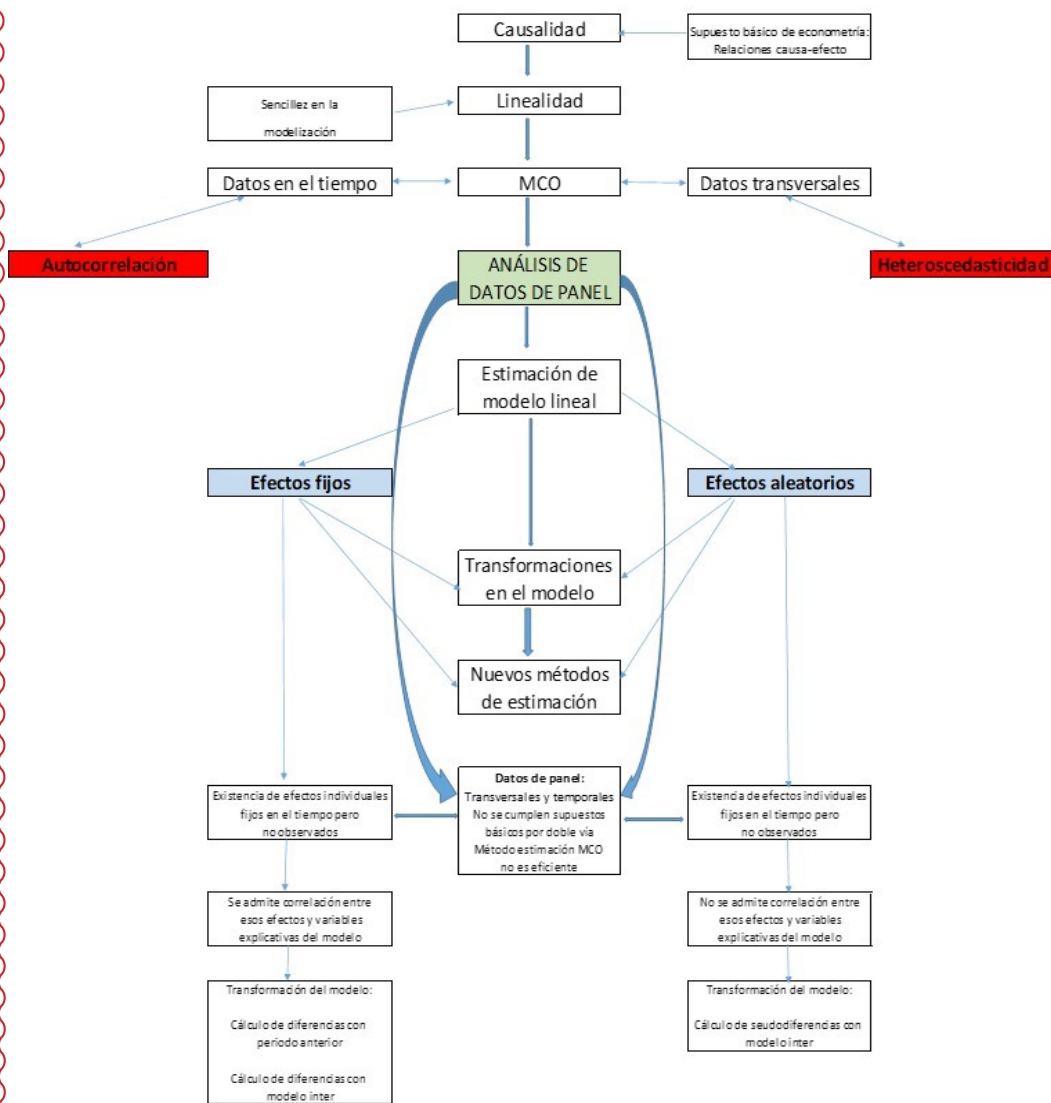 Causalidad
Supuesto básico de econometría:
Relaciones causa-efecto
Sencillez en la
modelización
Linealidad
Datos en el tiempo
MCO
Datos transversales
Autocorrelación
ANÁLISIS DE
DATOS DE PANEL
Heteroscedasticidad
Estimación de
modelo lineal
Efectos fijos
Efectos aleatorios
Transformaciones
en el modelo
Nuevos métodos
de estimación
Existencia de efectos individuales
fijos en el tiempo pero
no observados
Datos de panel:
Transversales y temporales
No se cumplen supuestos
básicos por doble vía
Método estimación MCO
no es eficiente
Existencia de efectos individuales
fijos en el tiempo pero
no observados
Se admite correlación entre
esos efectos y variables
explicativas del modelo
No se admite correlación entre
esos efectos y variables
explicativas del modelo
Transformación del modelo:
Cálculo de diferencias con
periodo anterior
Cálculo de diferencias con
modelo inter
Transformación del modelo:
Cálculo de seudodiferencias con
modelo inter